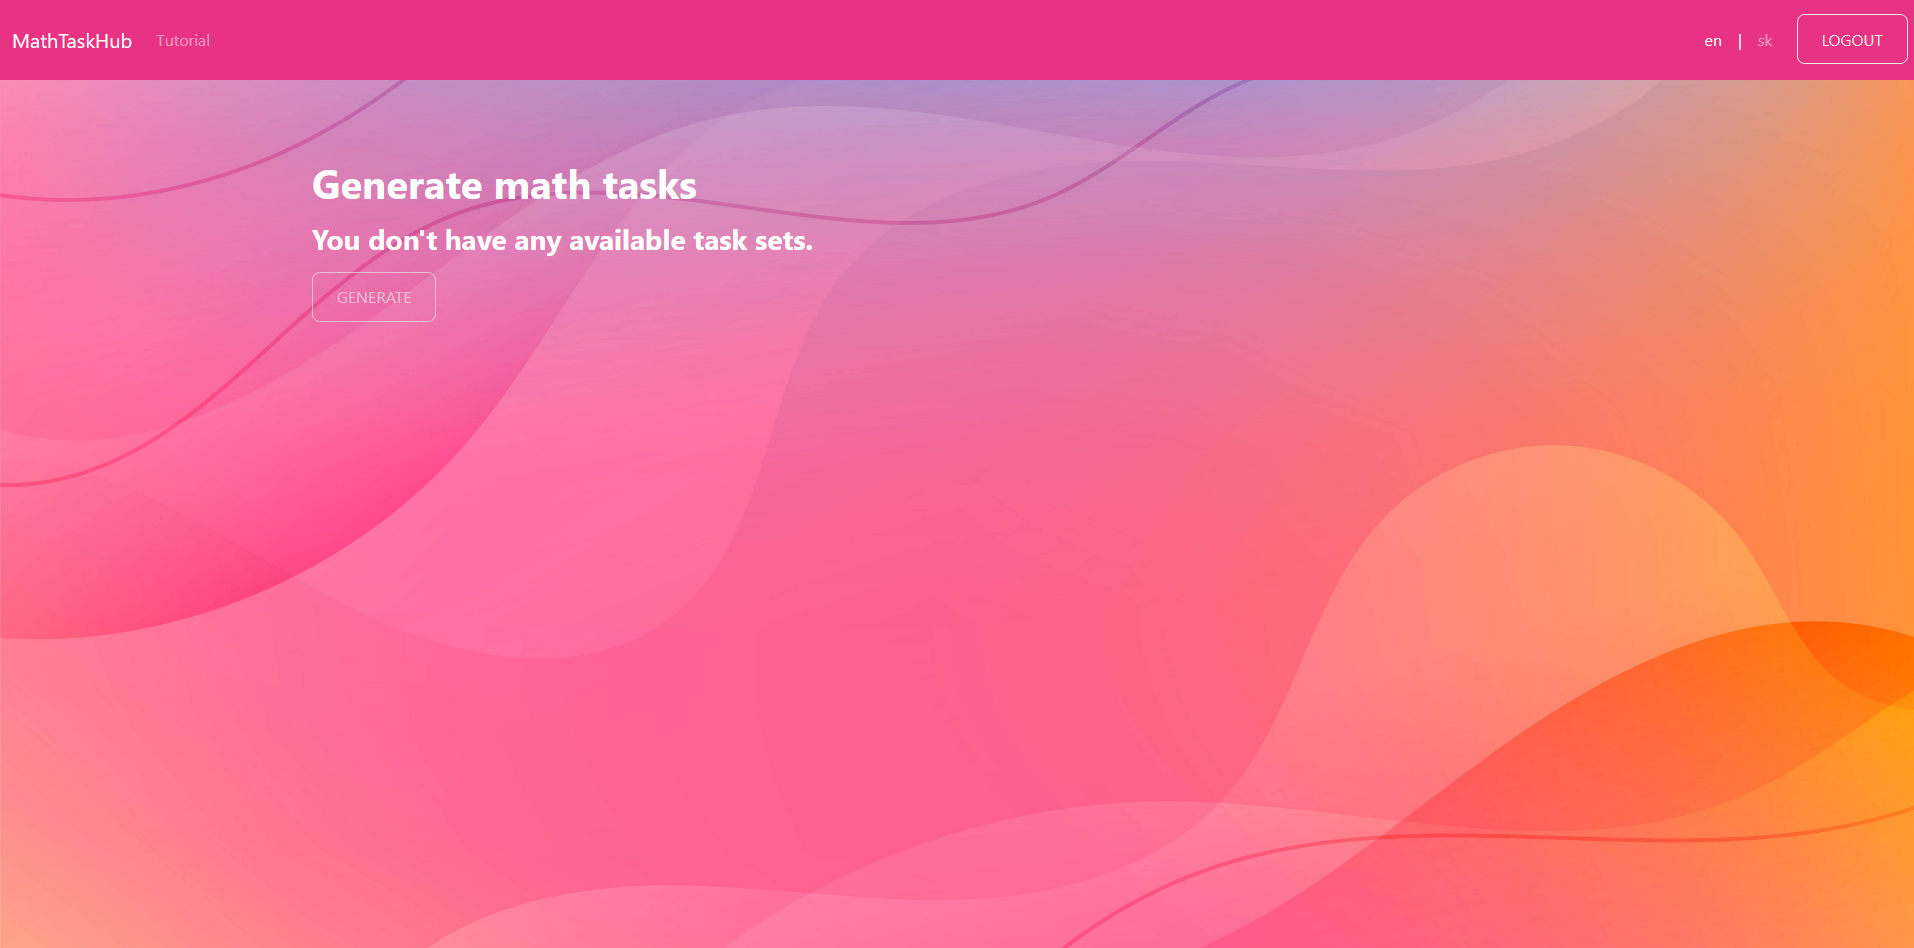 MathTaskHub Tutorial en | sk LOGOUT
Generate math tasks
You don't have any available task sets.
GENERATE